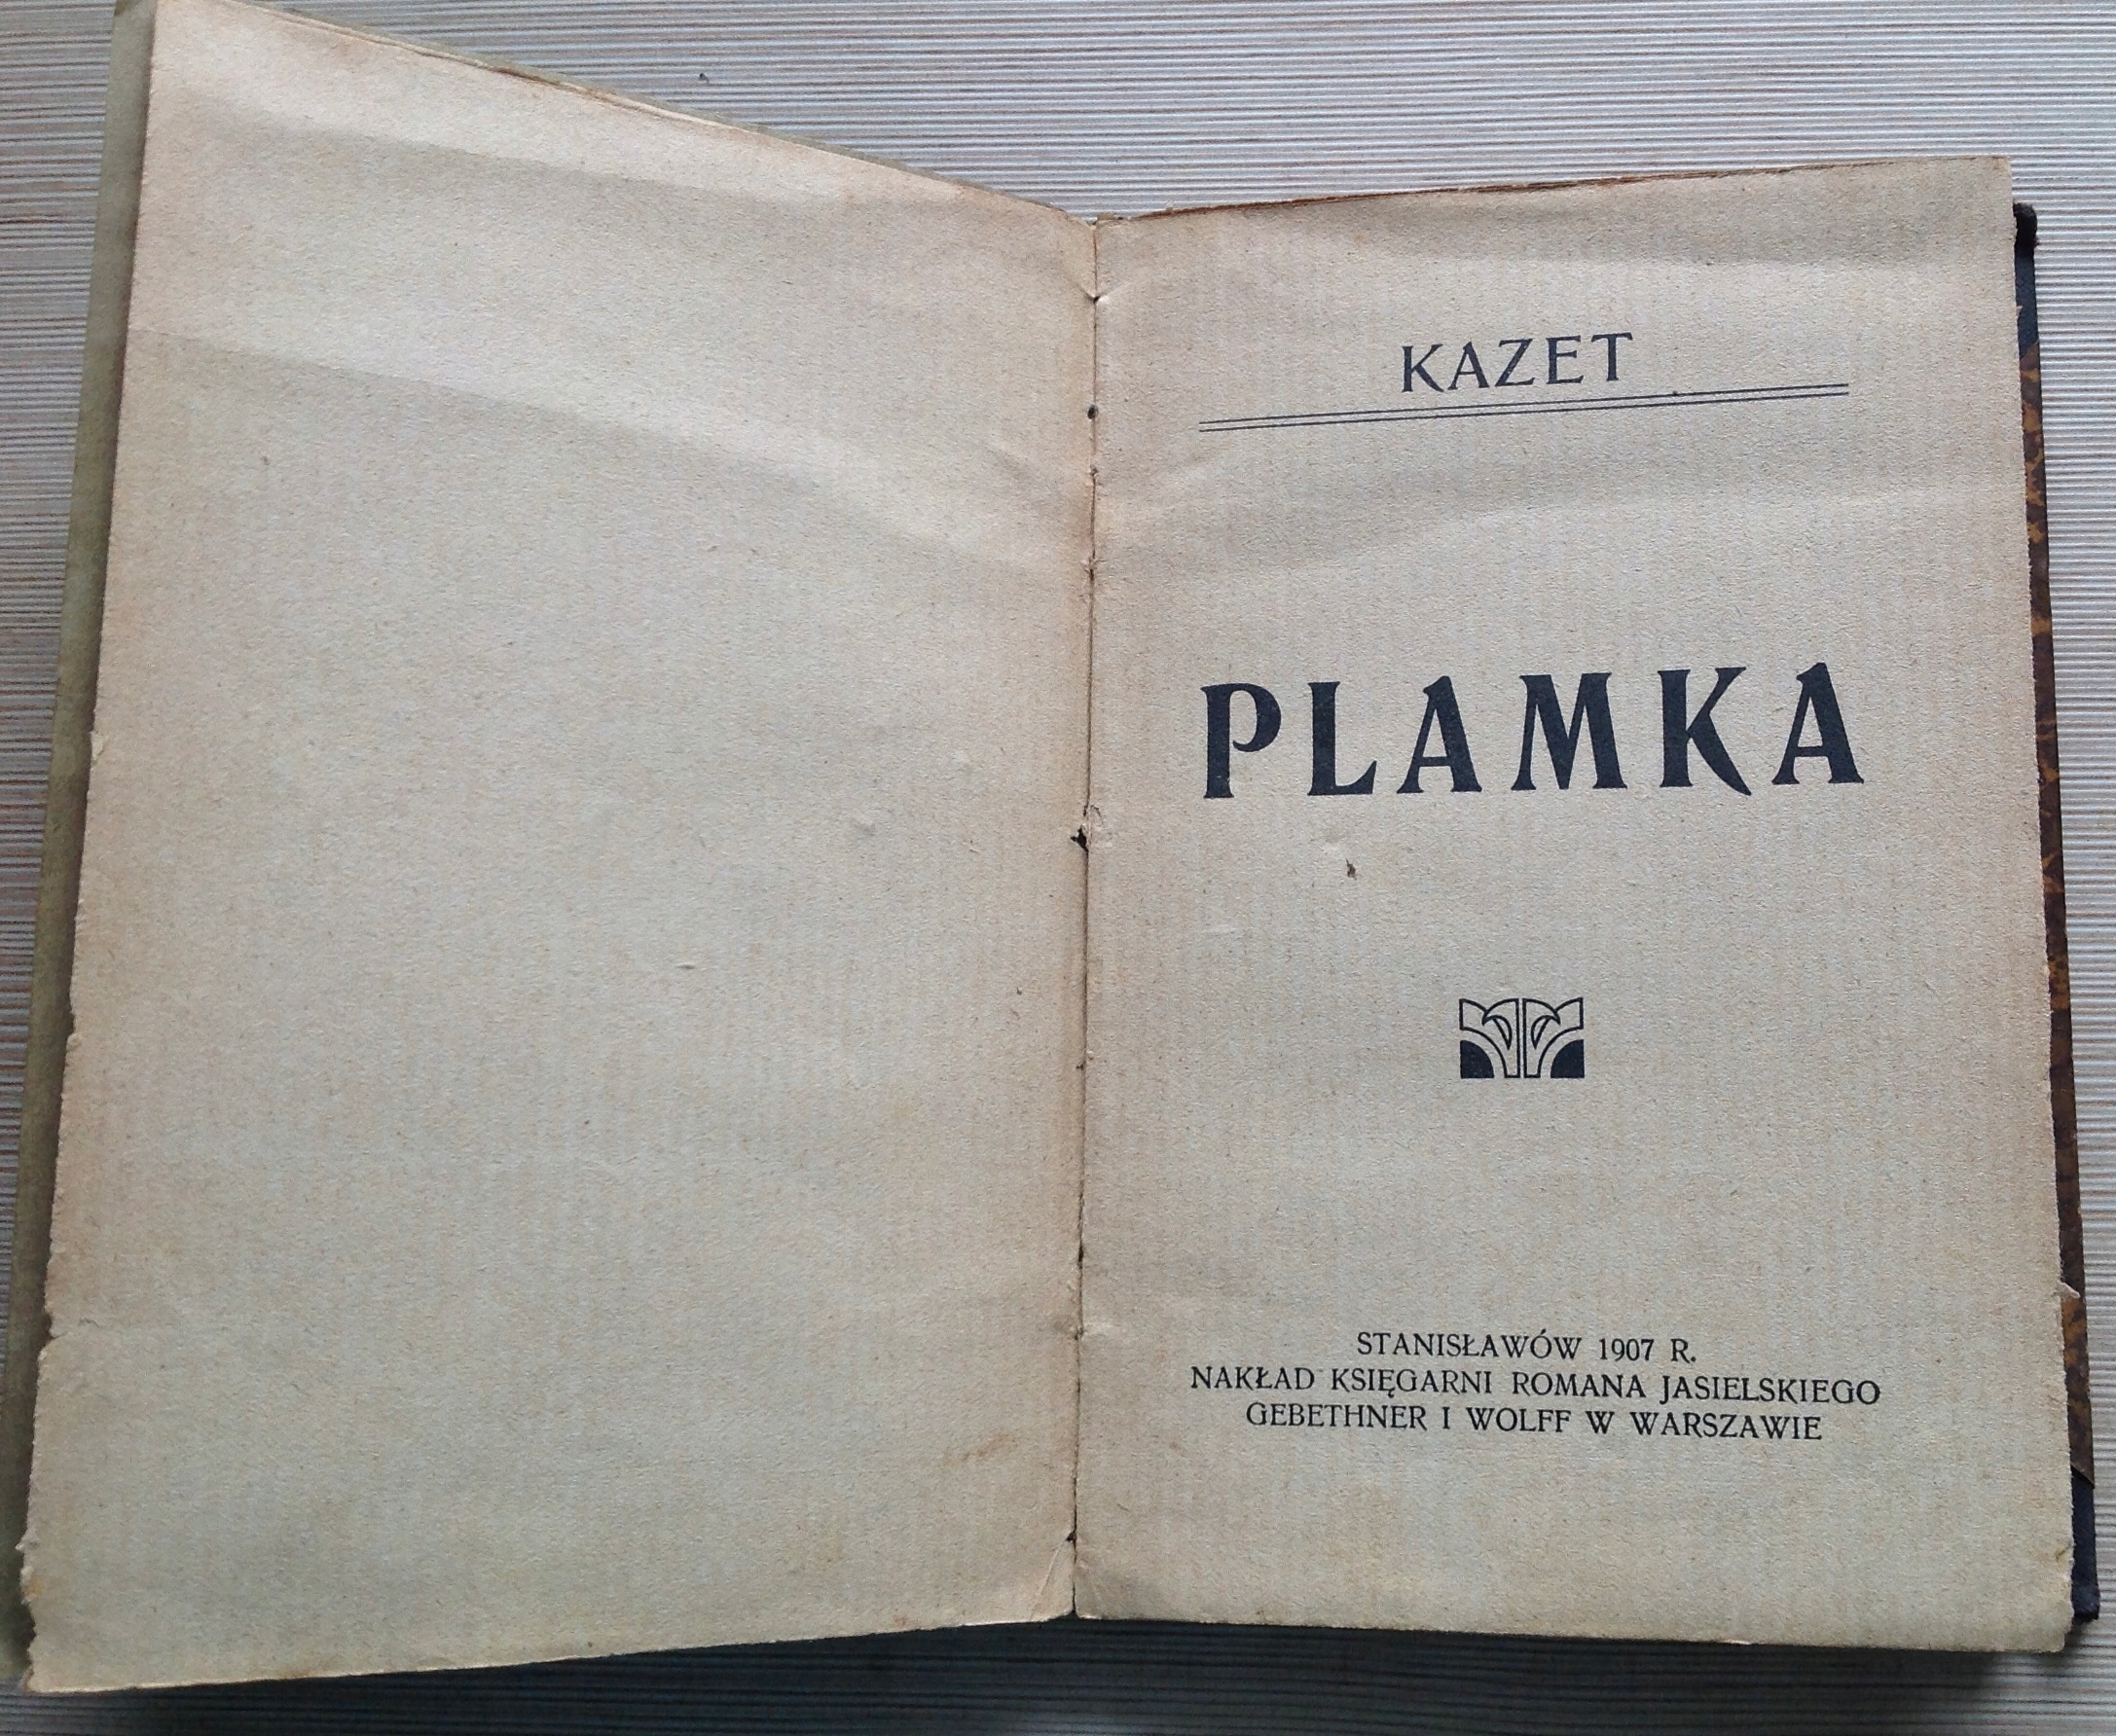 KAZET
PLAMKA
STANISŁAWÓW 1907 R.
NAKŁAD KSIĘGARNI ROMANA JASIELSKIEGO
GEBETHNER I WOLFF W WARSZAWIE